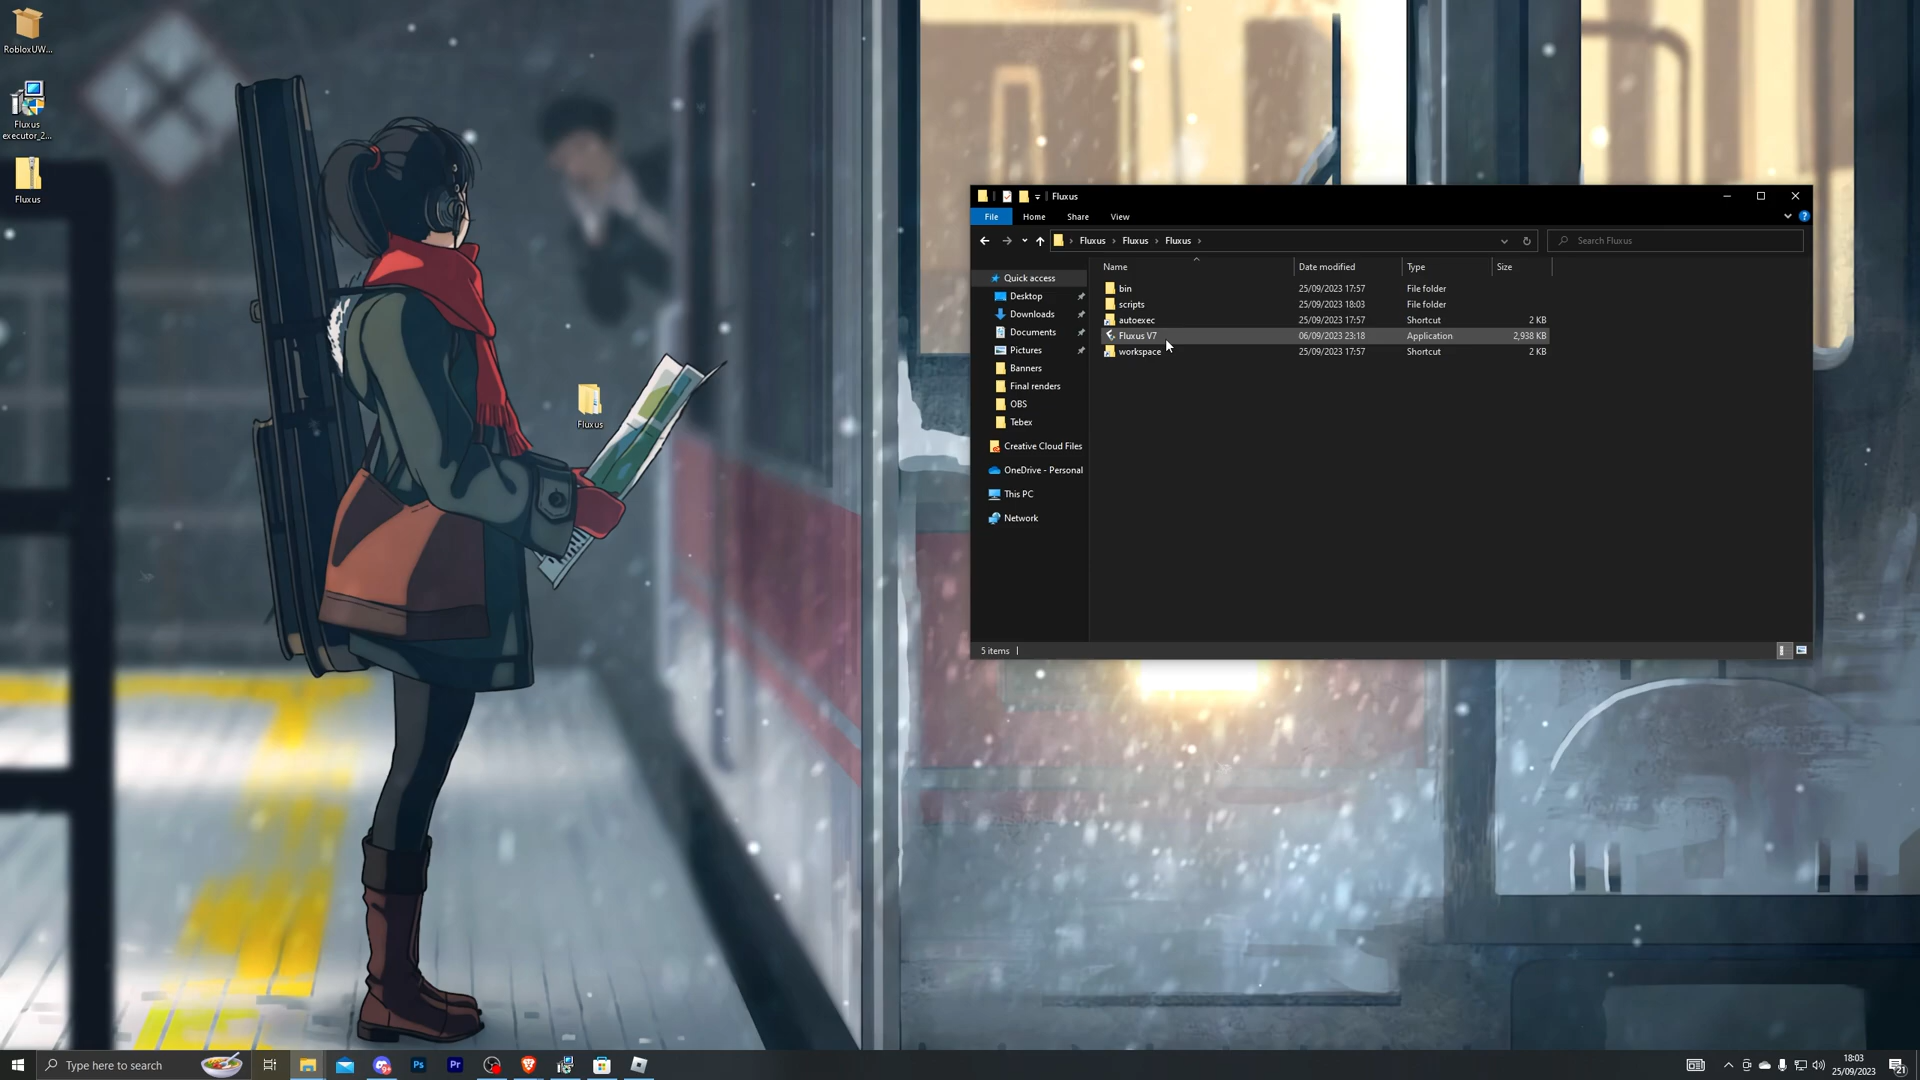 RobloxUW...
Fluxus
executor_2...
Fluxus
Fluxus
Fluxus
File Home Share View
Fluxus Fluxus Fluxus
Search Fluxus
Name Date modified Type Size
Quick access
Desktop
Downloads
Documents
Pictures
Banners
Final renders
OBS
Tebex
Creative Cloud Files
OneDrive - Personal
This PC
Network
bin 25/09/2023 17:57 File folder
scripts 25/09/2023 18:03 File folder
autoexec 25/09/2023 17:57 Shortcut 2 KB
Fluxus V7 06/09/2023 23:18 Application 2,938 KB
workspace 25/09/2023 17:57 Shortcut 2 KB
5 items
Type here to search
Ps
Pr
18:03
25/09/2023
21